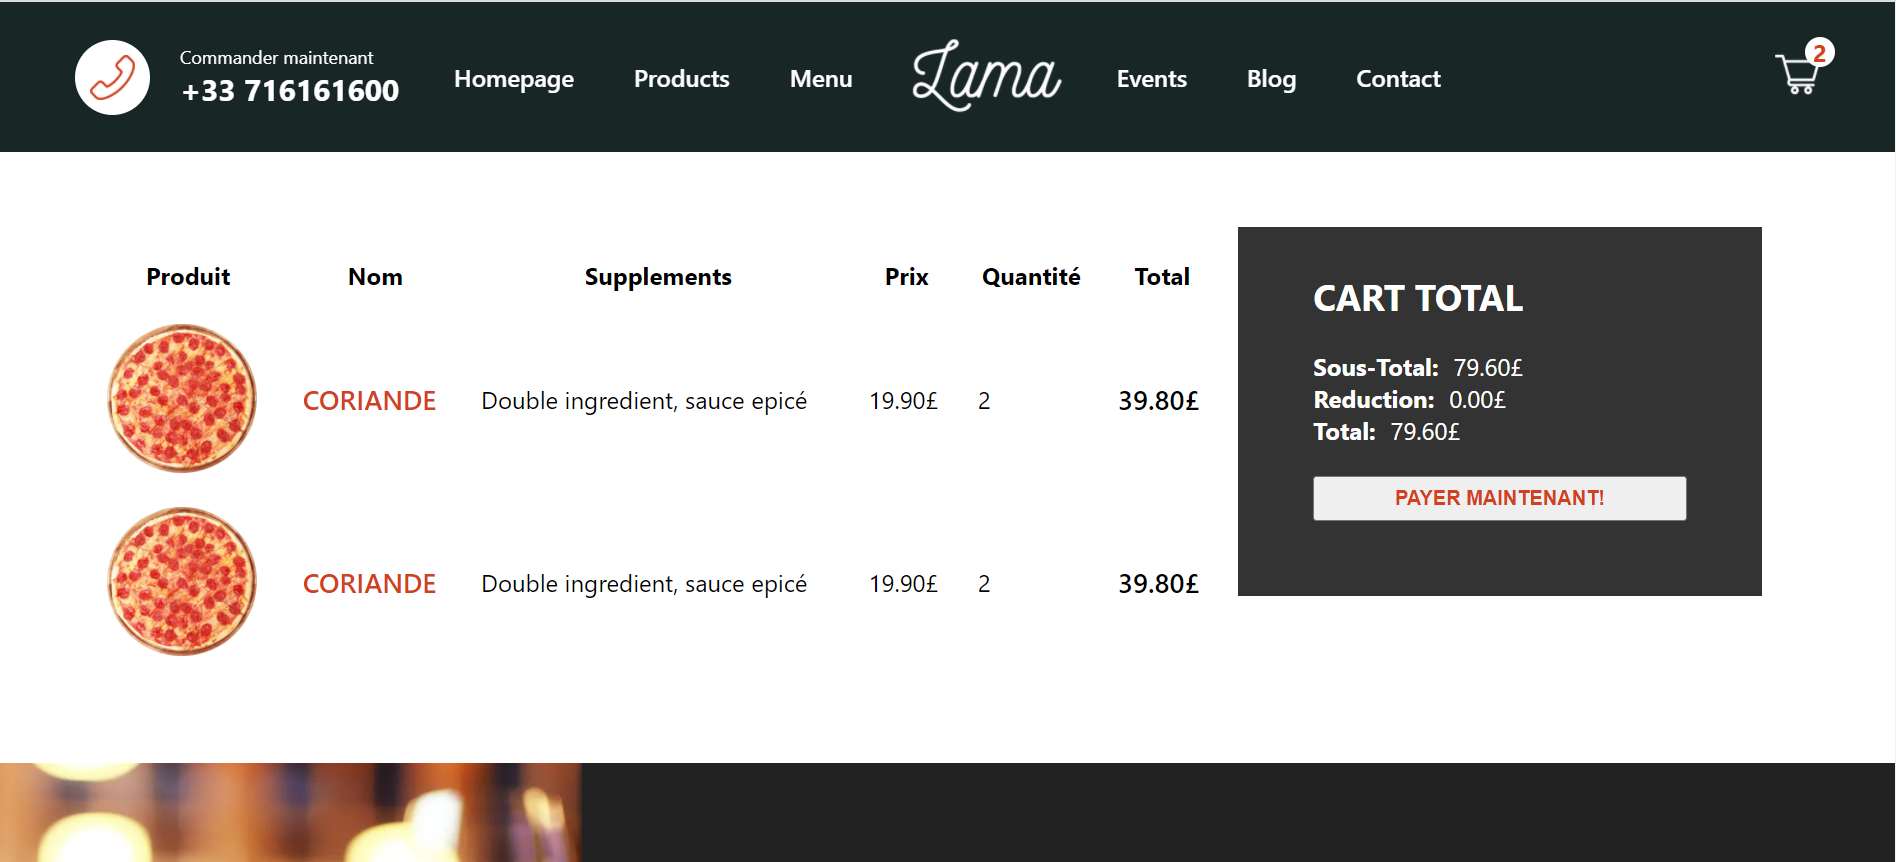 Commander maintenant
+33 716161600
Homepage
Products
Menu
Lama
Events
Blog
Contact
2
Produit Nom Supplements Prix Quantité Total
CORIANDE Double ingredient, sauce epicé 19.90£ 2 39.80£
CORIANDE Double ingredient, sauce epicé 19.90£ 2 39.80£
CART TOTAL
Sous-Total: 79.60£
Reduction: 0.00£
Total: 79.60£
PAYER MAINTENANT!